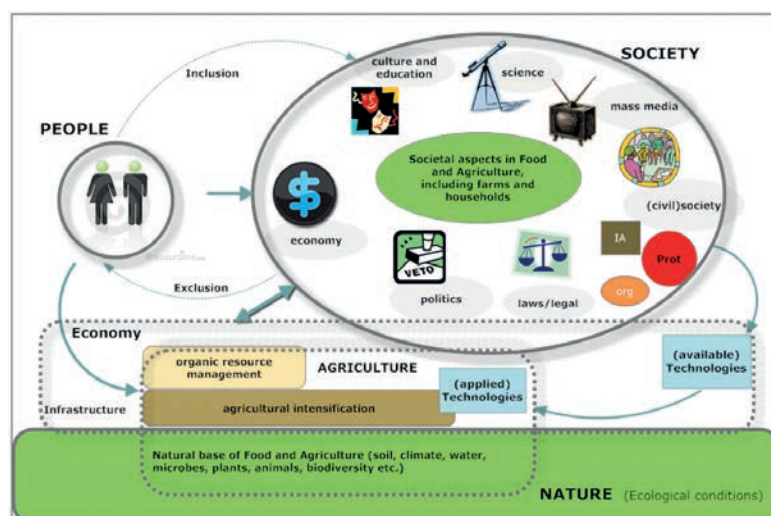 SOCIETY
culture and
education
science
mass media
Inclusion
PEOPLE
Societal aspects in Food
and Agriculture,
including farms and
households
(civil)society
economy
IA
Prot
VETO
org
politics
laws/legal
Exclusion
Economy
organic resource
management
AGRICULTURE
(applied)
Technologies
(available)
Technologies
Infrastructure
agricultural intensification
Natural base of Food and Agriculture (soil, climate, water,
microbes, plants, animals, biodiversity etc.)
NATURE (Ecological conditions)